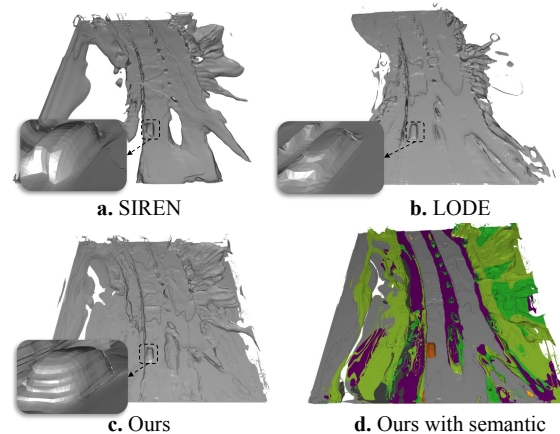 a. SIREN
b. LODE
c. Ours
d. Ours with semantic